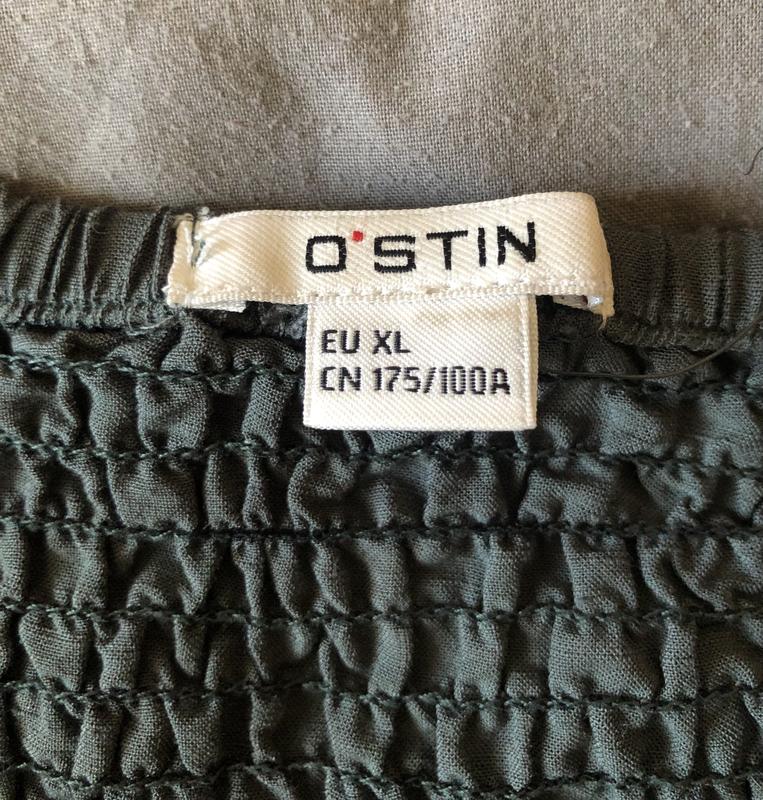 O'STIN
EU XL
CN 175/100A